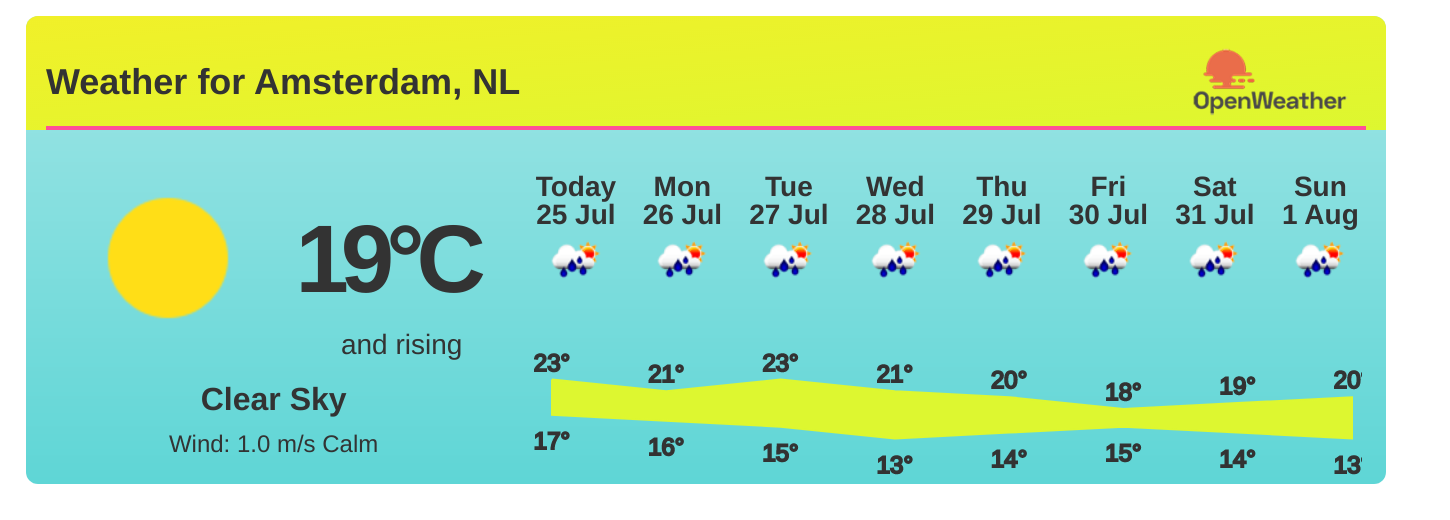 Weather for Amsterdam, NL
OpenWeather
19°C
and rising
Clear Sky
Wind: 1.0 m/s Calm
Today Mon Tue Wed Thu Fri Sat Sun
25 Jul 26 Jul 27 Jul 28 Jul 29 Jul 30 Jul 31 Jul 1 Aug
23° 21° 23° 21° 20° 18° 19° 20°
17° 16° 15° 13° 14° 15° 14° 13°